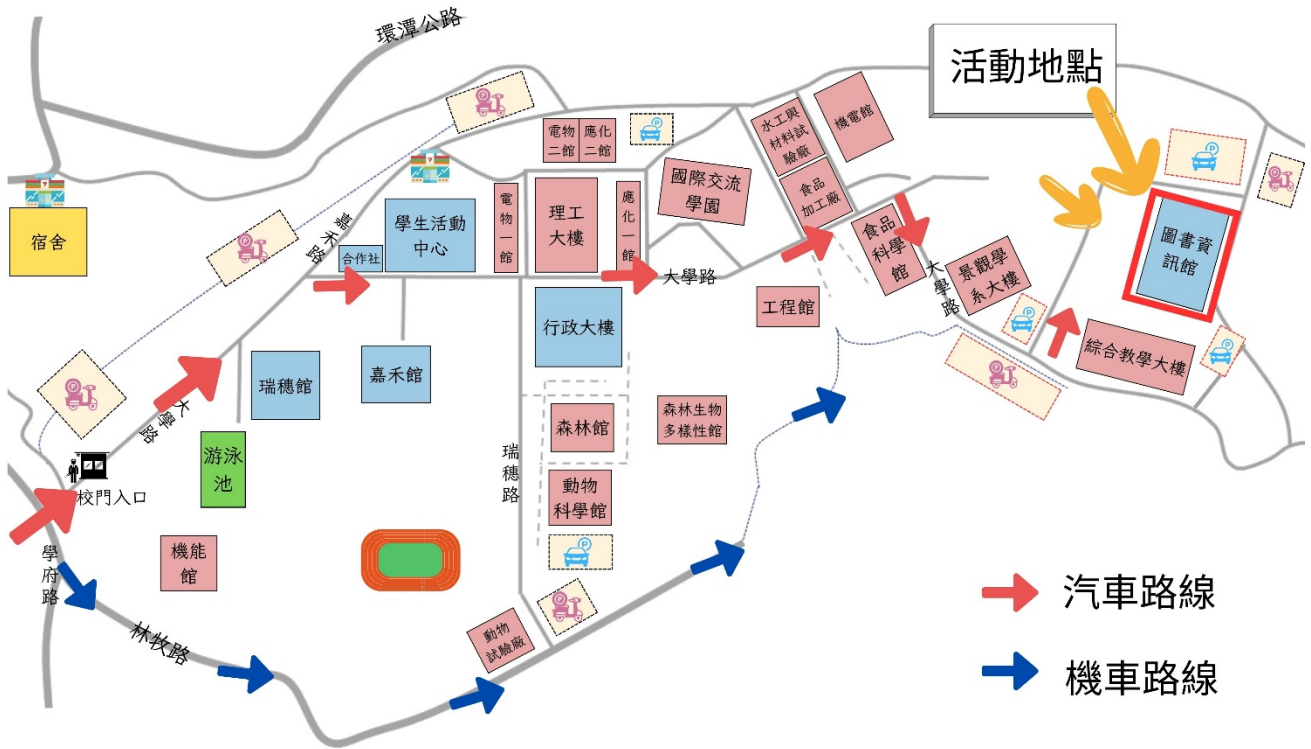 環潭公路
活動地點
水工與
材料試
驗廠
機電館
電物
二館
應化
二館
國際交流
學園
食品
加工廠
宿舍
嘉禾路
合作社
學生活動
中心
電物一館
理工
大樓
應化一館
大學路
食品
科學館
大學路
景觀學
系大樓
圖書資
訊館
工程館
行政大樓
綜合教學大樓
瑞穗館
嘉禾館
大學路
森林館
森林生物
多樣性館
游泳
池
瑞穗路
動物
科學館
校門入口
機能
館
學府路
林牧路
動物
試驗廠
汽車路線
機車路線
P
P
P
P
P
P
P
P
P
P
P
7
7